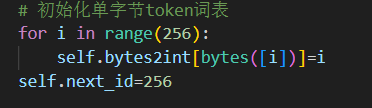 # 初始化单字节token词表
for i in range(256):
    self.bytes2int[bytes([i])]=i
self.next_id=256